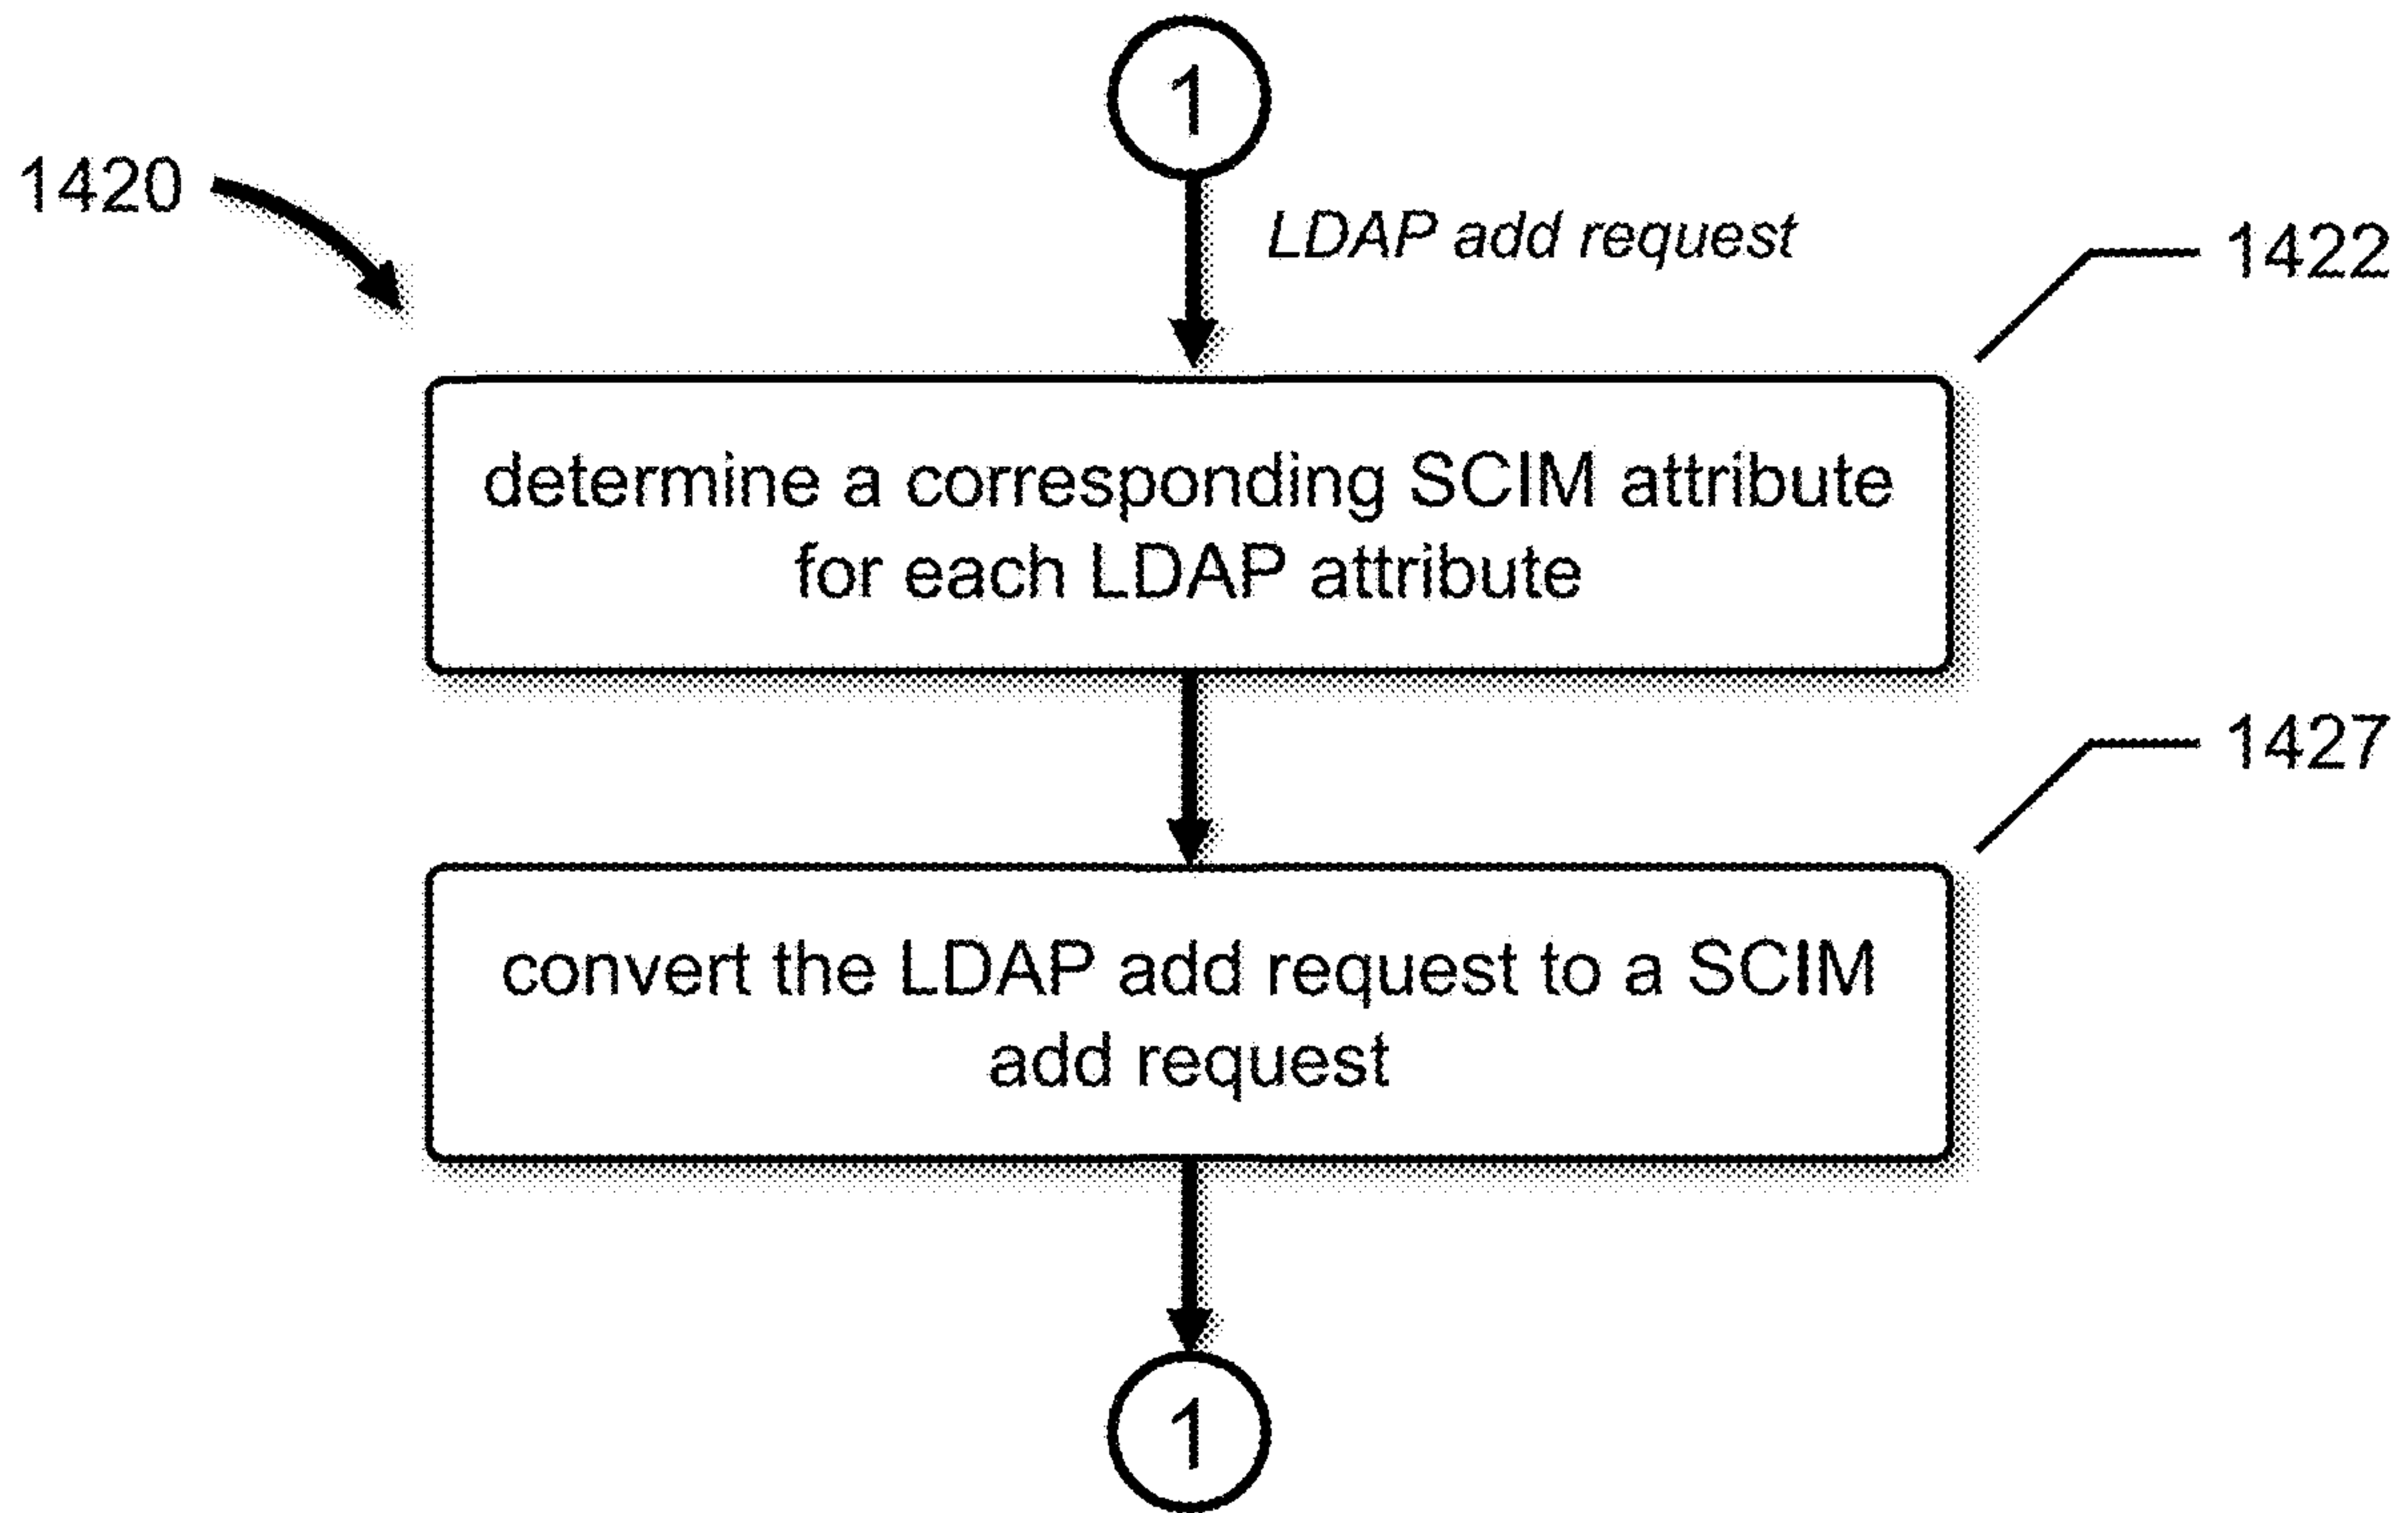 1
1420
LDAP add request
1422
determine a corresponding SCIM attribute
for each LDAP attribute
1427
convert the LDAP add request to a SCIM
add request
1